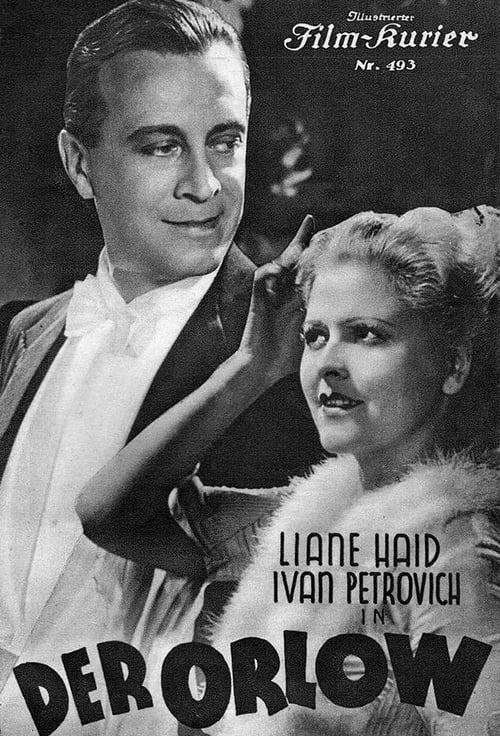 Illustrierter
Film-Kurier
Nr. 493
LIANE HAID
IVAN PETROVICH
IN
DER ORLOW